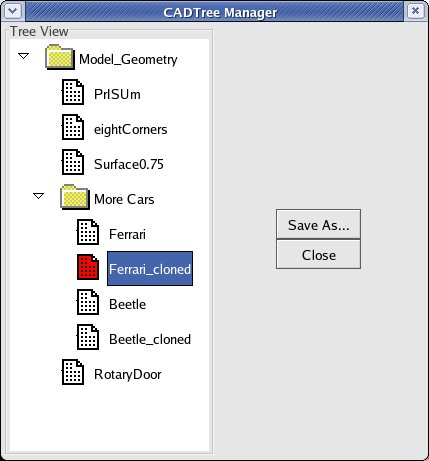 CADTree Manager
Tree View
Model_Geometry
PrISUm
eightCorners
Surface0.75
More Cars
Ferrari
Ferrari_cloned
Beetle
Beetle_cloned
RotaryDoor
Save As...
Close